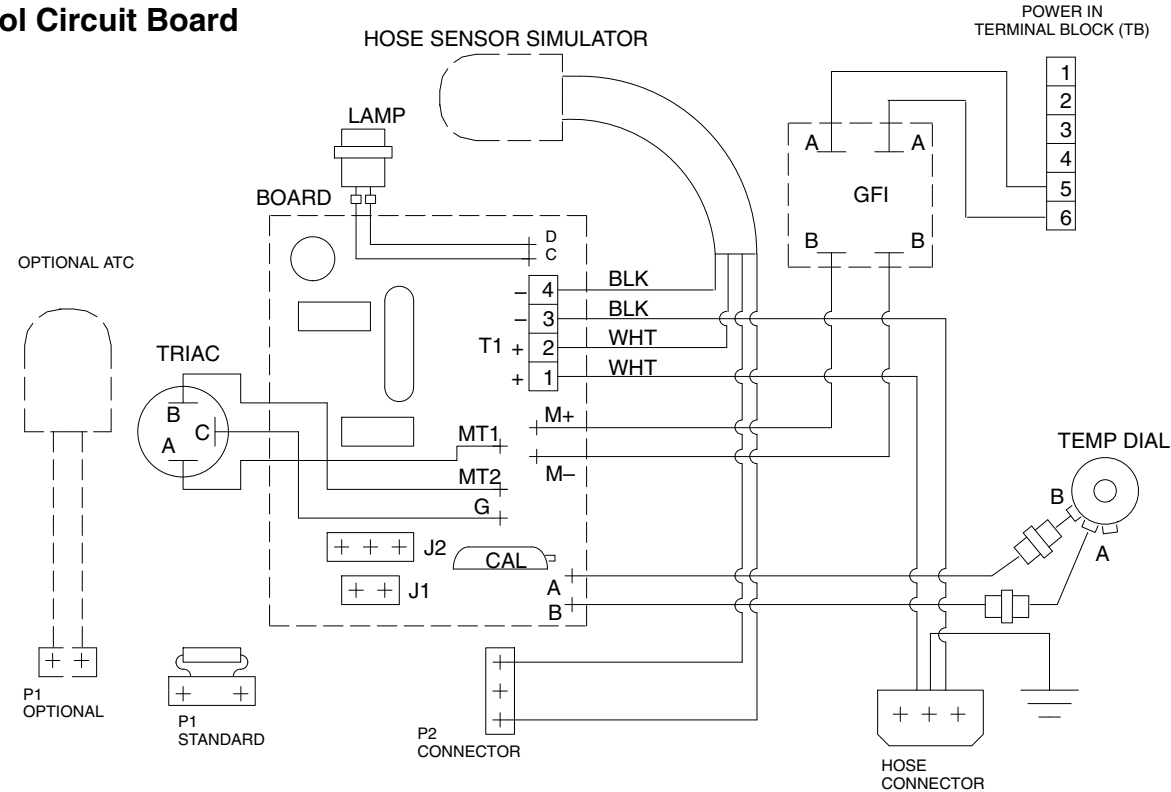 ol Circuit Board
POWER IN
TERMINAL BLOCK (TB)
HOSE SENSOR SIMULATOR
1
2
3
4
5
6
LAMP
A
A
GFI
B
B
BOARD
D
C
OPTIONAL ATC
– 4 BLK
– 3 BLK
T1 + 2 WHT
+ 1 WHT
TRIAC
B
C
A
M+
MT1
M–
MT2
G
TEMP DIAL
B
A
+ + + J2
CAL
+ + J1
A
B
+ +
P1
OPTIONAL
+ +
P1
STANDARD
+
+
+
P2
CONNECTOR
+ + +
HOSE
CONNECTOR